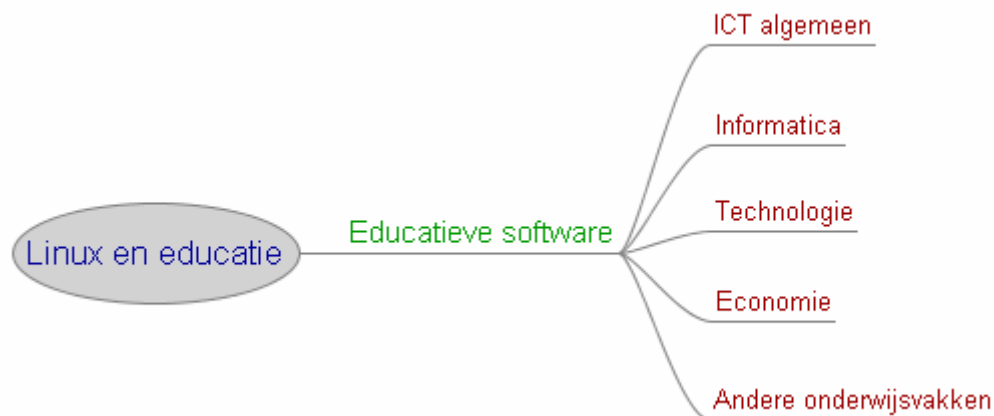 ICT algemeen
Informatica
Technologie
Educatieve software
Linux en educatie
Economie
Andere onderwijsvakken